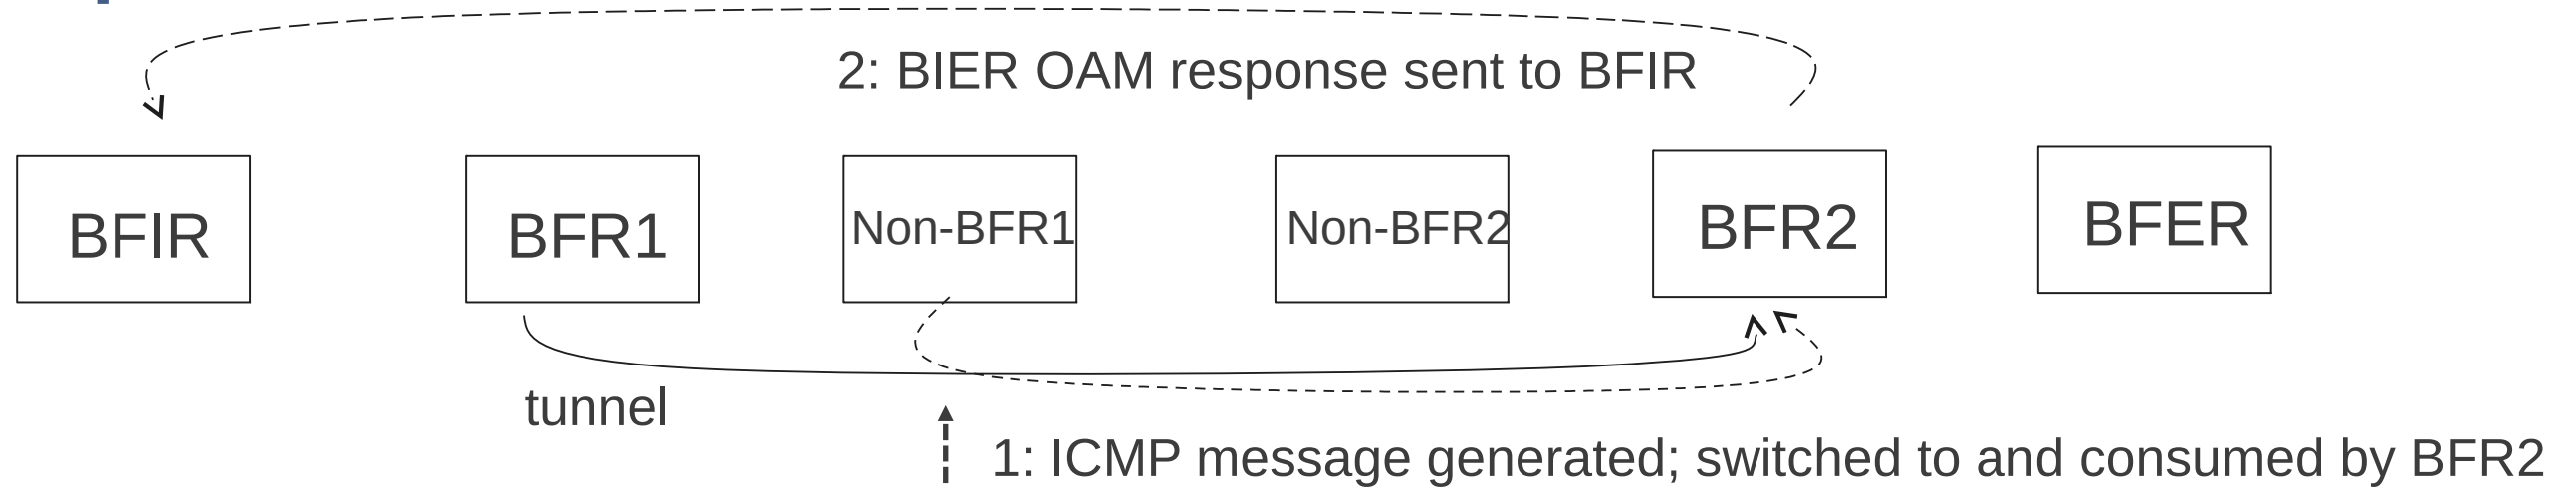 2: BIER OAM response sent to BFIR
BFIR
BFR1
Non-BFR1
Non-BFR2
BFR2
BFER
tunnel
1: ICMP message generated; switched to and consumed by BFR2